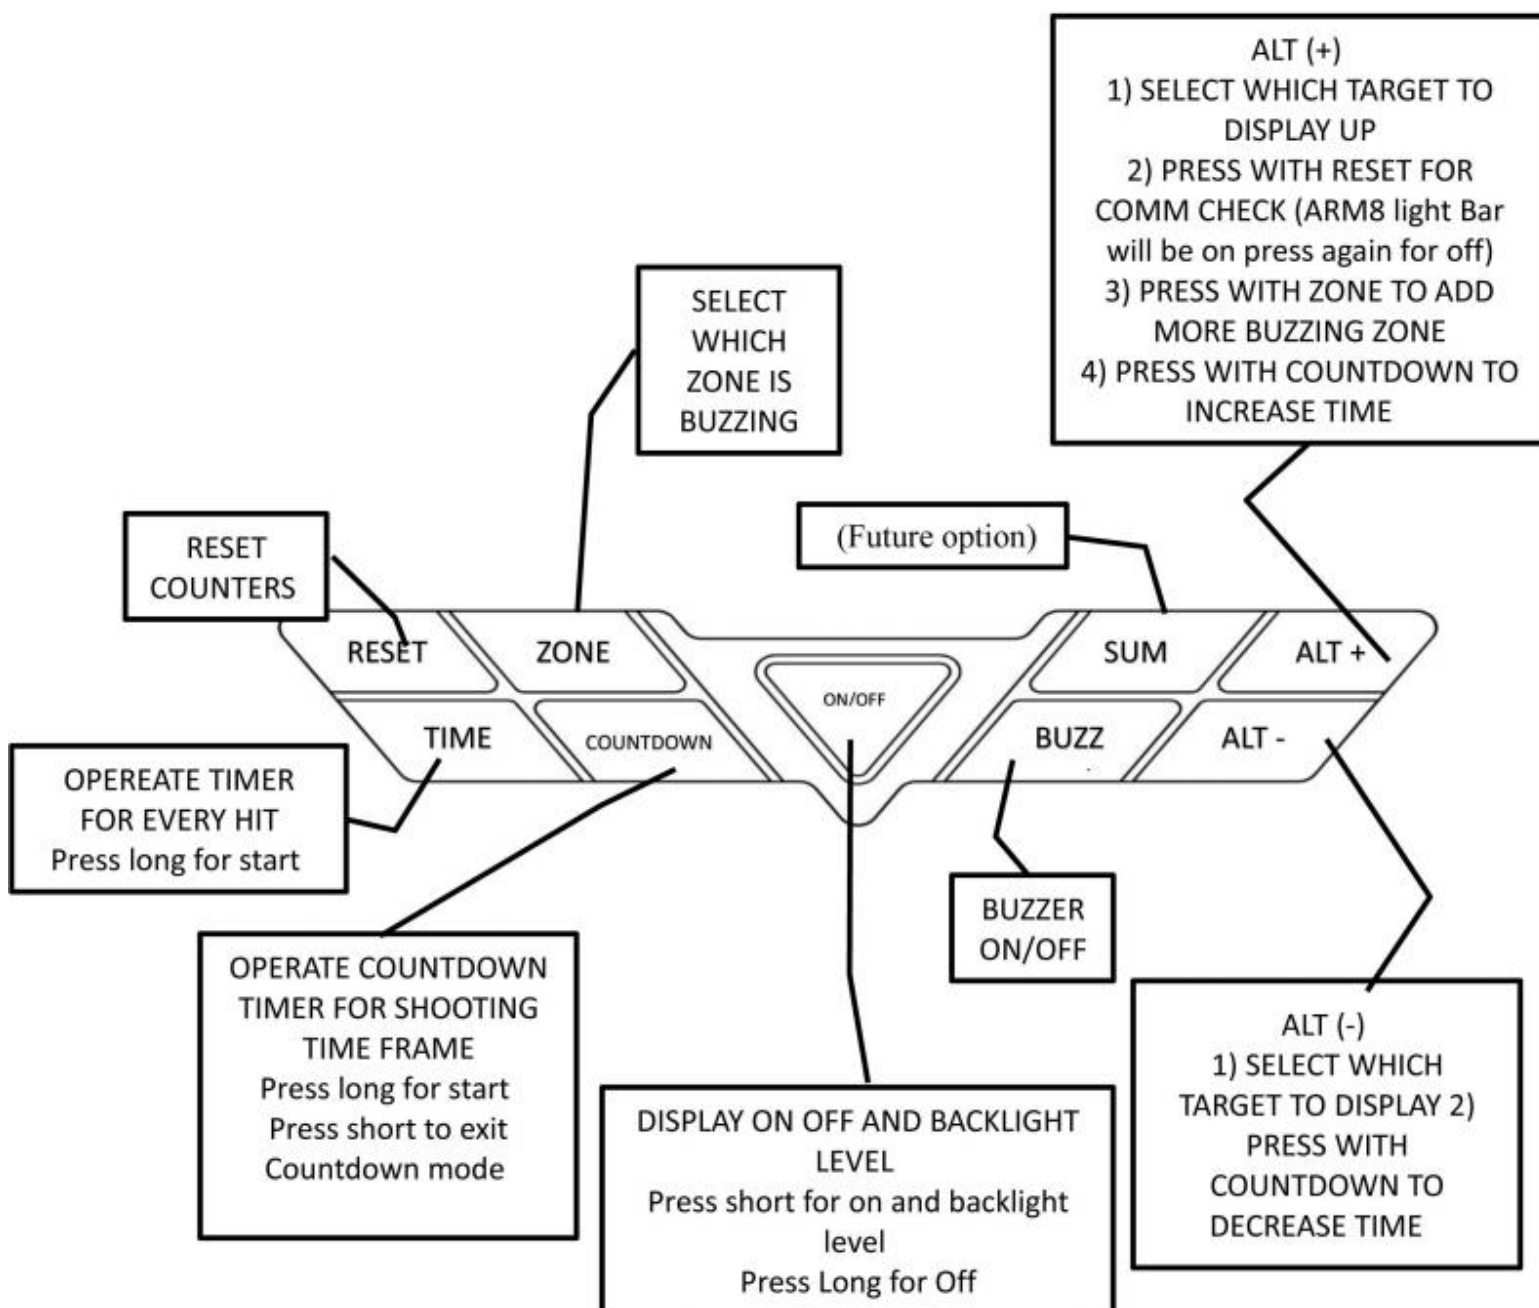 ALT (+)
1) SELECT WHICH TARGET TO
DISPLAY UP
2) PRESS WITH RESET FOR
COMM CHECK (ARM8 light Bar
will be on press again for off)
3) PRESS WITH ZONE TO ADD
MORE BUZZING ZONE
4) PRESS WITH COUNTDOWN TO
INCREASE TIME
SELECT
WHICH
ZONE IS
BUZZING
RESET
COUNTERS
(Future option)
RESET
ZONE
SUM
ALT +
ON/OFF
TIME
COUNTDOWN
BUZZ
ALT -
OPEREATE TIMER
FOR EVERY HIT
Press long for start
BUZZER
ON/OFF
OPERATE COUNTDOWN
TIMER FOR SHOOTING
TIME FRAME
Press long for start
Press short to exit
Countdown mode
DISPLAY ON OFF AND BACKLIGHT
LEVEL
Press short for on and backlight
level
Press Long for Off
ALT (-)
1) SELECT WHICH
TARGET TO DISPLAY 2)
PRESS WITH
COUNTDOWN TO
DECREASE TIME